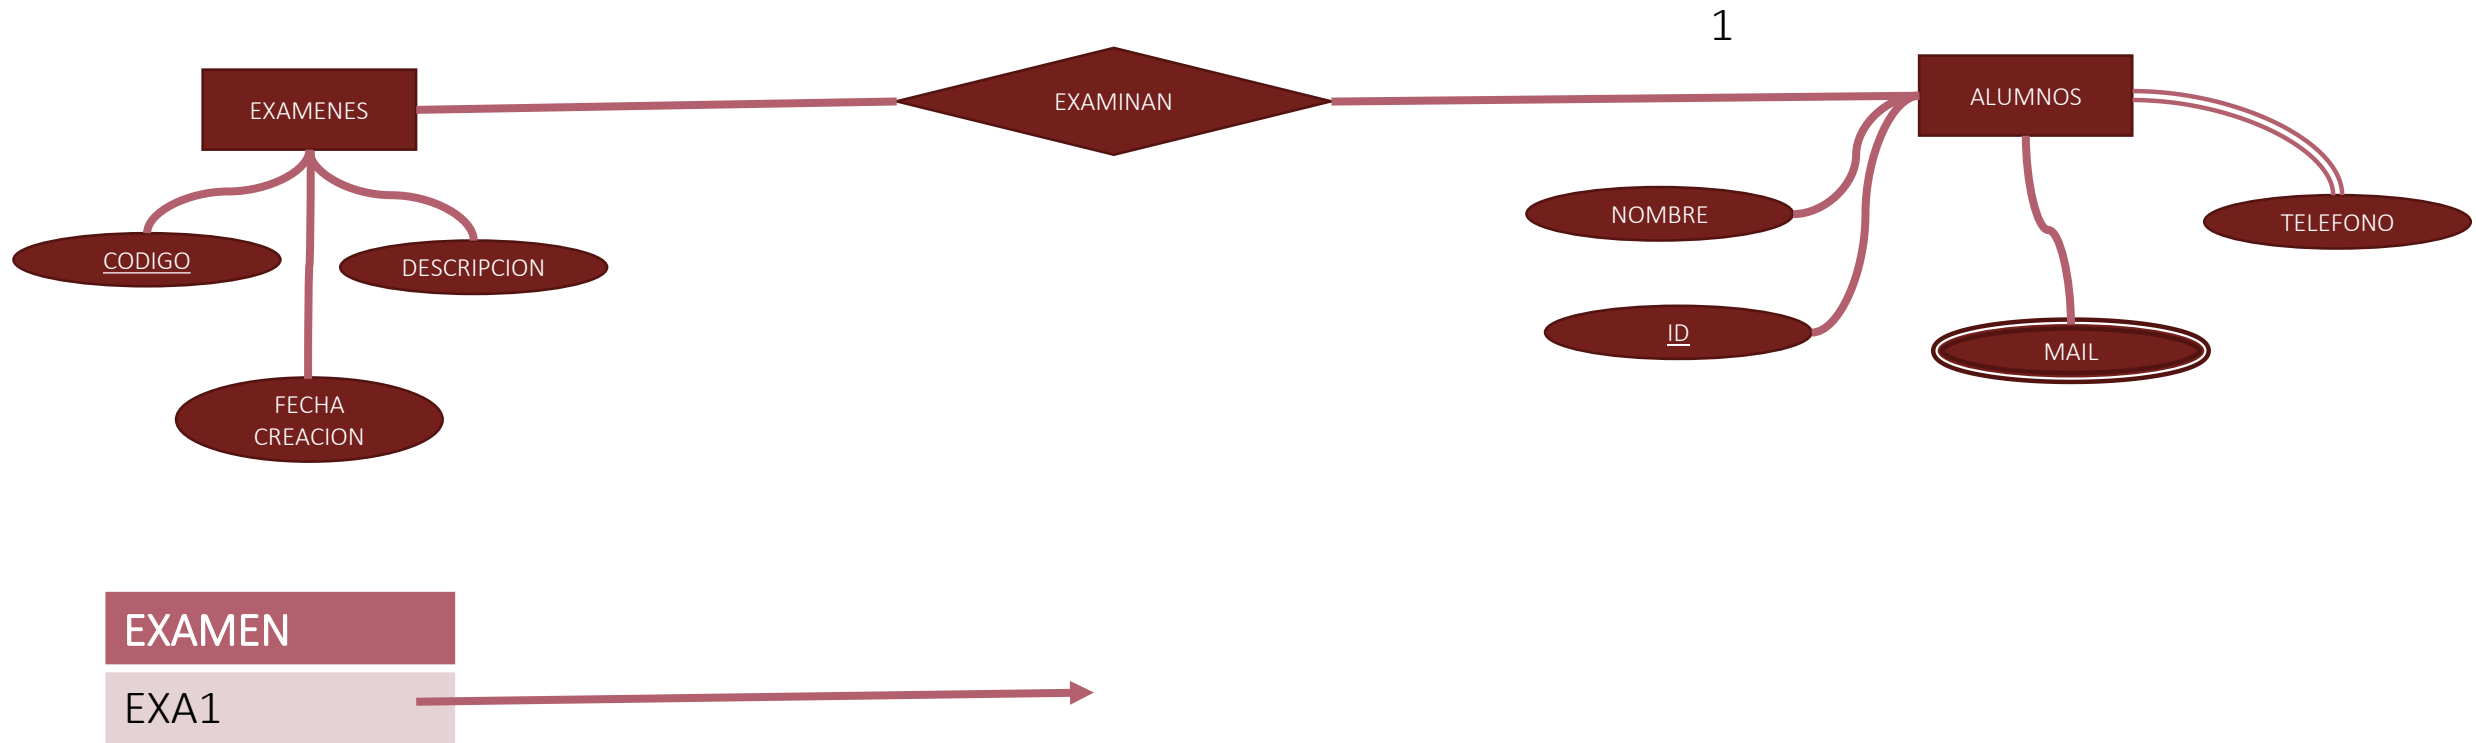 1
EXAMENES
EXAMINAN
ALUMNOS
NOMBRE
TELEFONO
CODIGO
DESCRIPCION
ID
MAIL
FECHA
CREACION
EXAMEN
EXA1